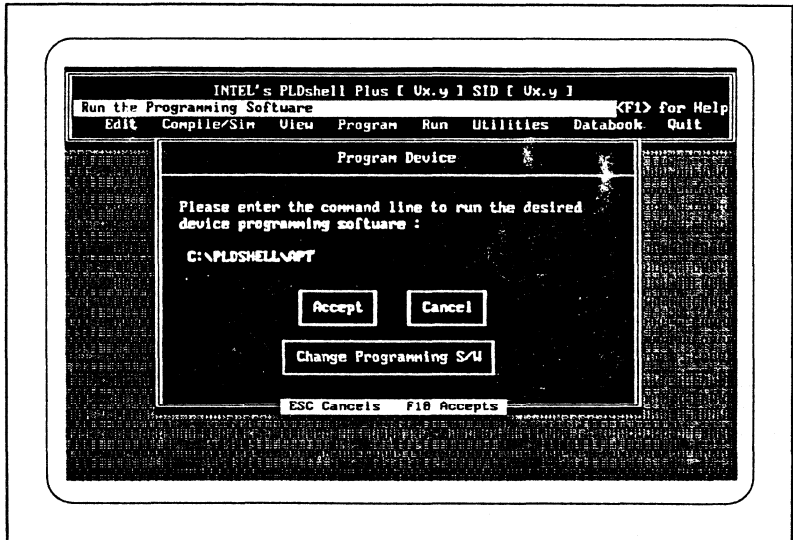 INTEL's PLDshell Plus [ Vx.y ] SID [ Vx.y ]
Run the Programming Software <F1> for Help
Edit Compile/Sim View Program Run Utilities Databook Quit
Program Device
Please enter the command line to run the desired
device programming software :
C:\PLDSHELL\APT
Accept Cancel
Change Programming S/W
ESC Cancels F10 Accepts